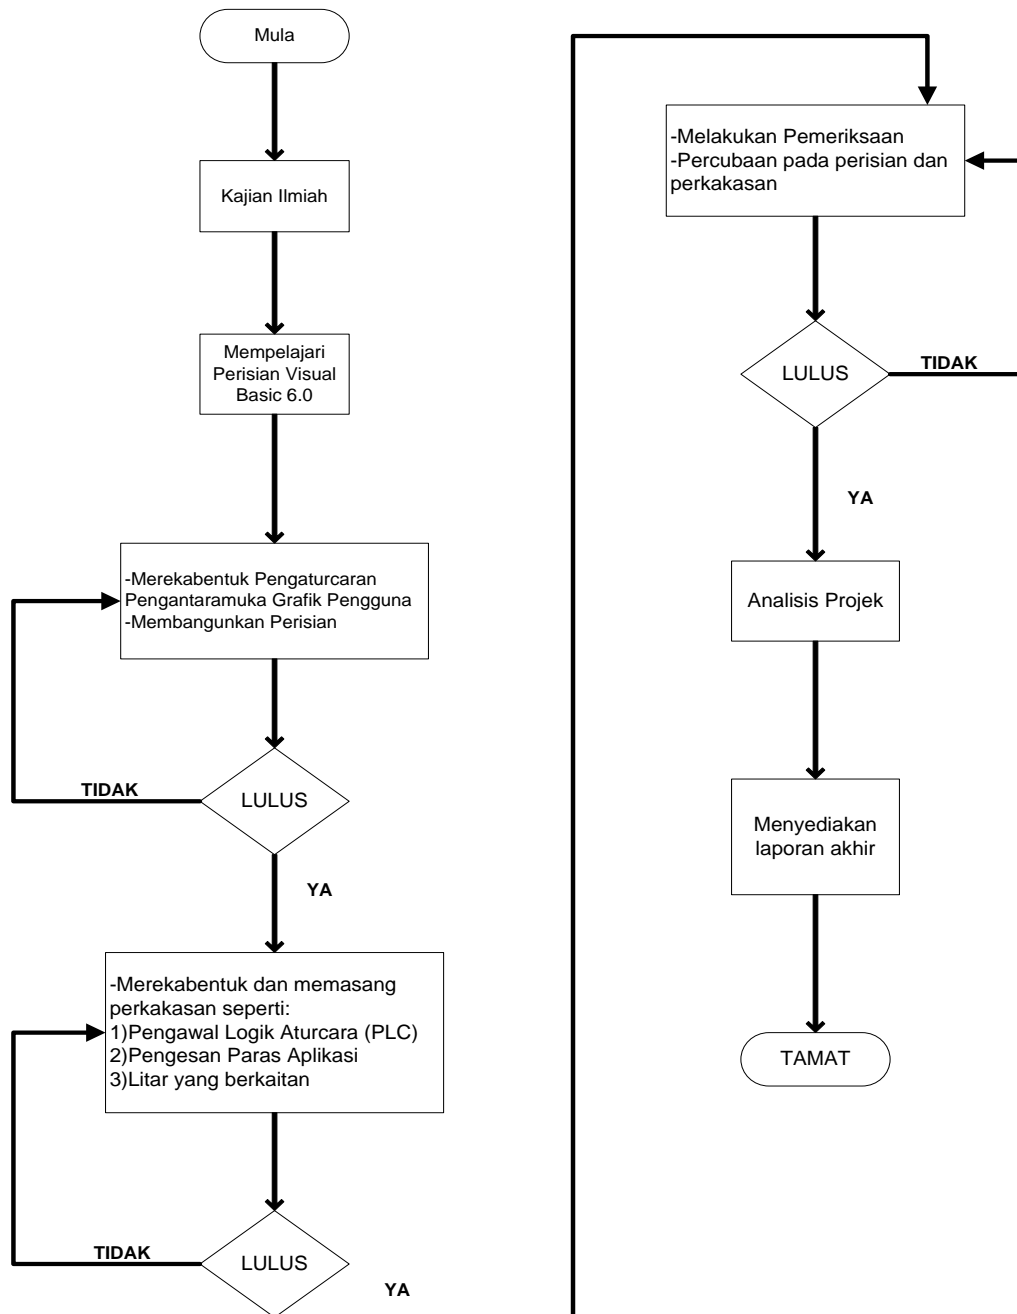 Mula
Kajian Ilmiah
Mempelajari
Perisian Visual
Basic 6.0
-Merekabentuk Pengaturcaran
Pengantaramuka Grafik Pengguna
-Membangunkan Perisian
TIDAK
LULUS
YA
-Merekabentuk dan memasang
perkakasan seperti:
1)Pengawal Logik Aturcara (PLC)
2)Pengesan Paras Aplikasi
3)Litar yang berkaitan
TIDAK
LULUS
YA
-Melakukan Pemeriksaan
-Percubaan pada perisian dan
perkakasan
LULUS
TIDAK
YA
Analisis Projek
Menyediakan
laporan akhir
TAMAT